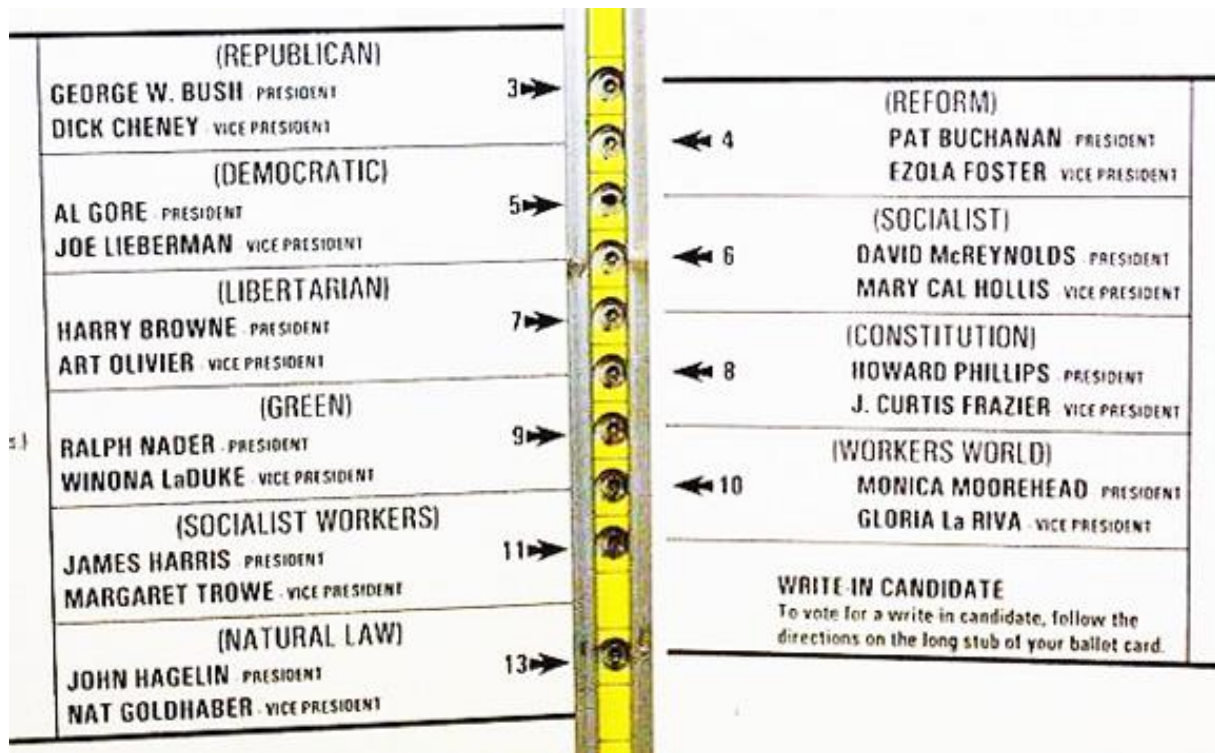 (REPUBLICAN)
GEORGE W. BUSH · PRESIDENT
DICK CHENEY · VICE PRESIDENT
3
(DEMOCRATIC)
AL GORE · PRESIDENT
JOE LIEBERMAN · VICE PRESIDENT
5
(LIBERTARIAN)
HARRY BROWNE · PRESIDENT
ART OLIVIER · VICE PRESIDENT
7
(GREEN)
RALPH NADER · PRESIDENT
WINONA LaDUKE · VICE PRESIDENT
9
(SOCIALIST WORKERS)
JAMES HARRIS · PRESIDENT
MARGARET TROWE · VICE PRESIDENT
11
(NATURAL LAW)
JOHN HAGELIN · PRESIDENT
NAT GOLDHABER · VICE PRESIDENT
13
(REFORM)
4
PAT BUCHANAN · PRESIDENT
EZOLA FOSTER · VICE PRESIDENT
(SOCIALIST)
6
DAVID McREYNOLDS · PRESIDENT
MARY CAL HOLLIS · VICE PRESIDENT
(CONSTITUTION)
8
HOWARD PHILLIPS · PRESIDENT
J. CURTIS FRAZIER · VICE PRESIDENT
(WORKERS WORLD)
10
MONICA MOOREHEAD · PRESIDENT
GLORIA La RIVA · VICE PRESIDENT
WRITE-IN CANDIDATE
To vote for a write in candidate, follow the
directions on the long stub of your ballot card.